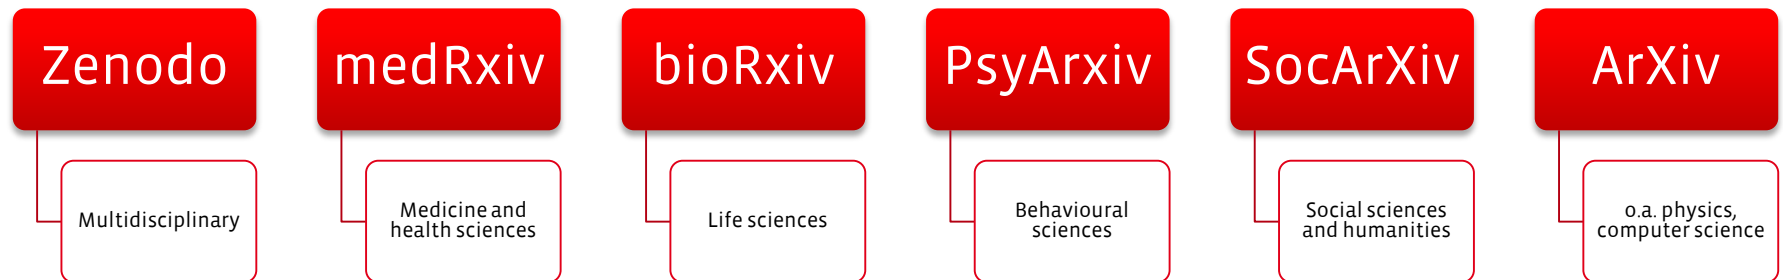 Zenodo
Multidisciplinary
medRxiv
Medicine and
health sciences
bioRxiv
Life sciences
PsyArxiv
Behavioural
sciences
SocArXiv
Social sciences
and humanities
ArXiv
o.a. physics,
computer science